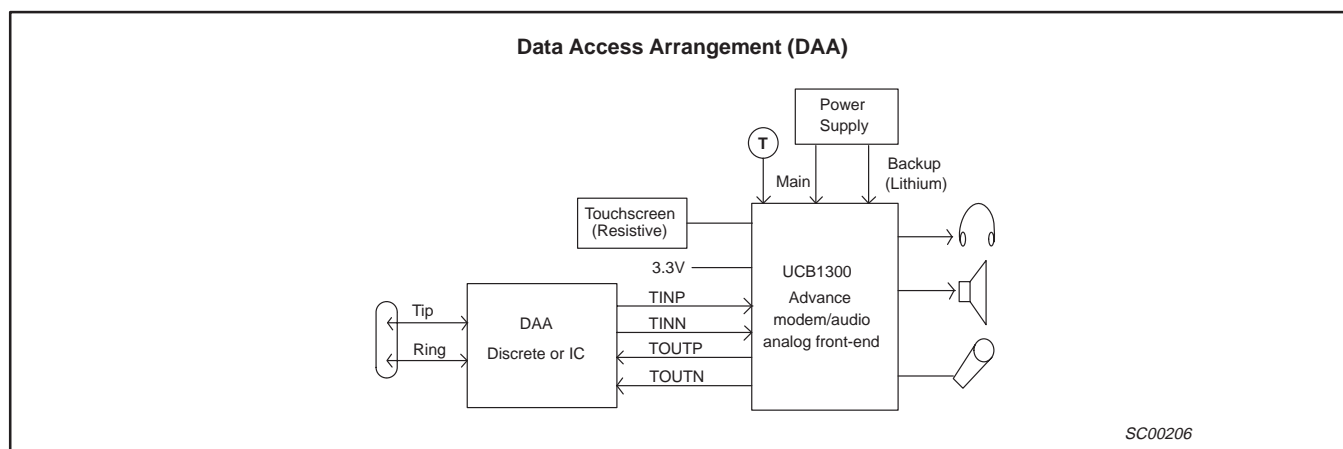 Data Access Arrangement (DAA)
Power
Supply
T
Main
Backup
(Lithium)
Touchscreen
(Resistive)
3.3V
UCB1300
Advance
modem/audio
analog front-end
TINP
TINN
TOUTP
TOUTN
DAA
Discrete or IC
Tip
Ring
SC00206